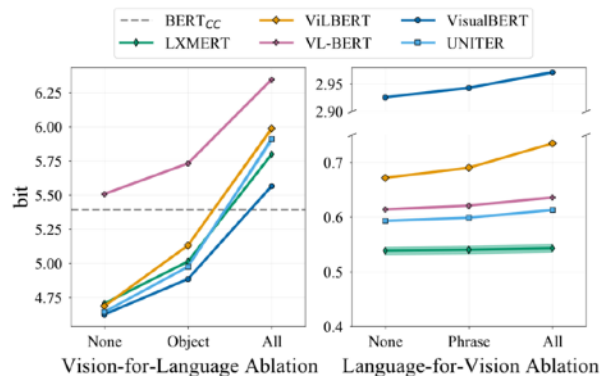 BERT_CC ViLBERT VisualBERT
LXMERT VL-BERT UNITER
bit
6.25
6.00
5.75
5.50
5.25
5.00
4.75
None Object All
Vision-for-Language Ablation
2.95
2.90
0.7
0.6
0.5
0.4
None Phrase All
Language-for-Vision Ablation